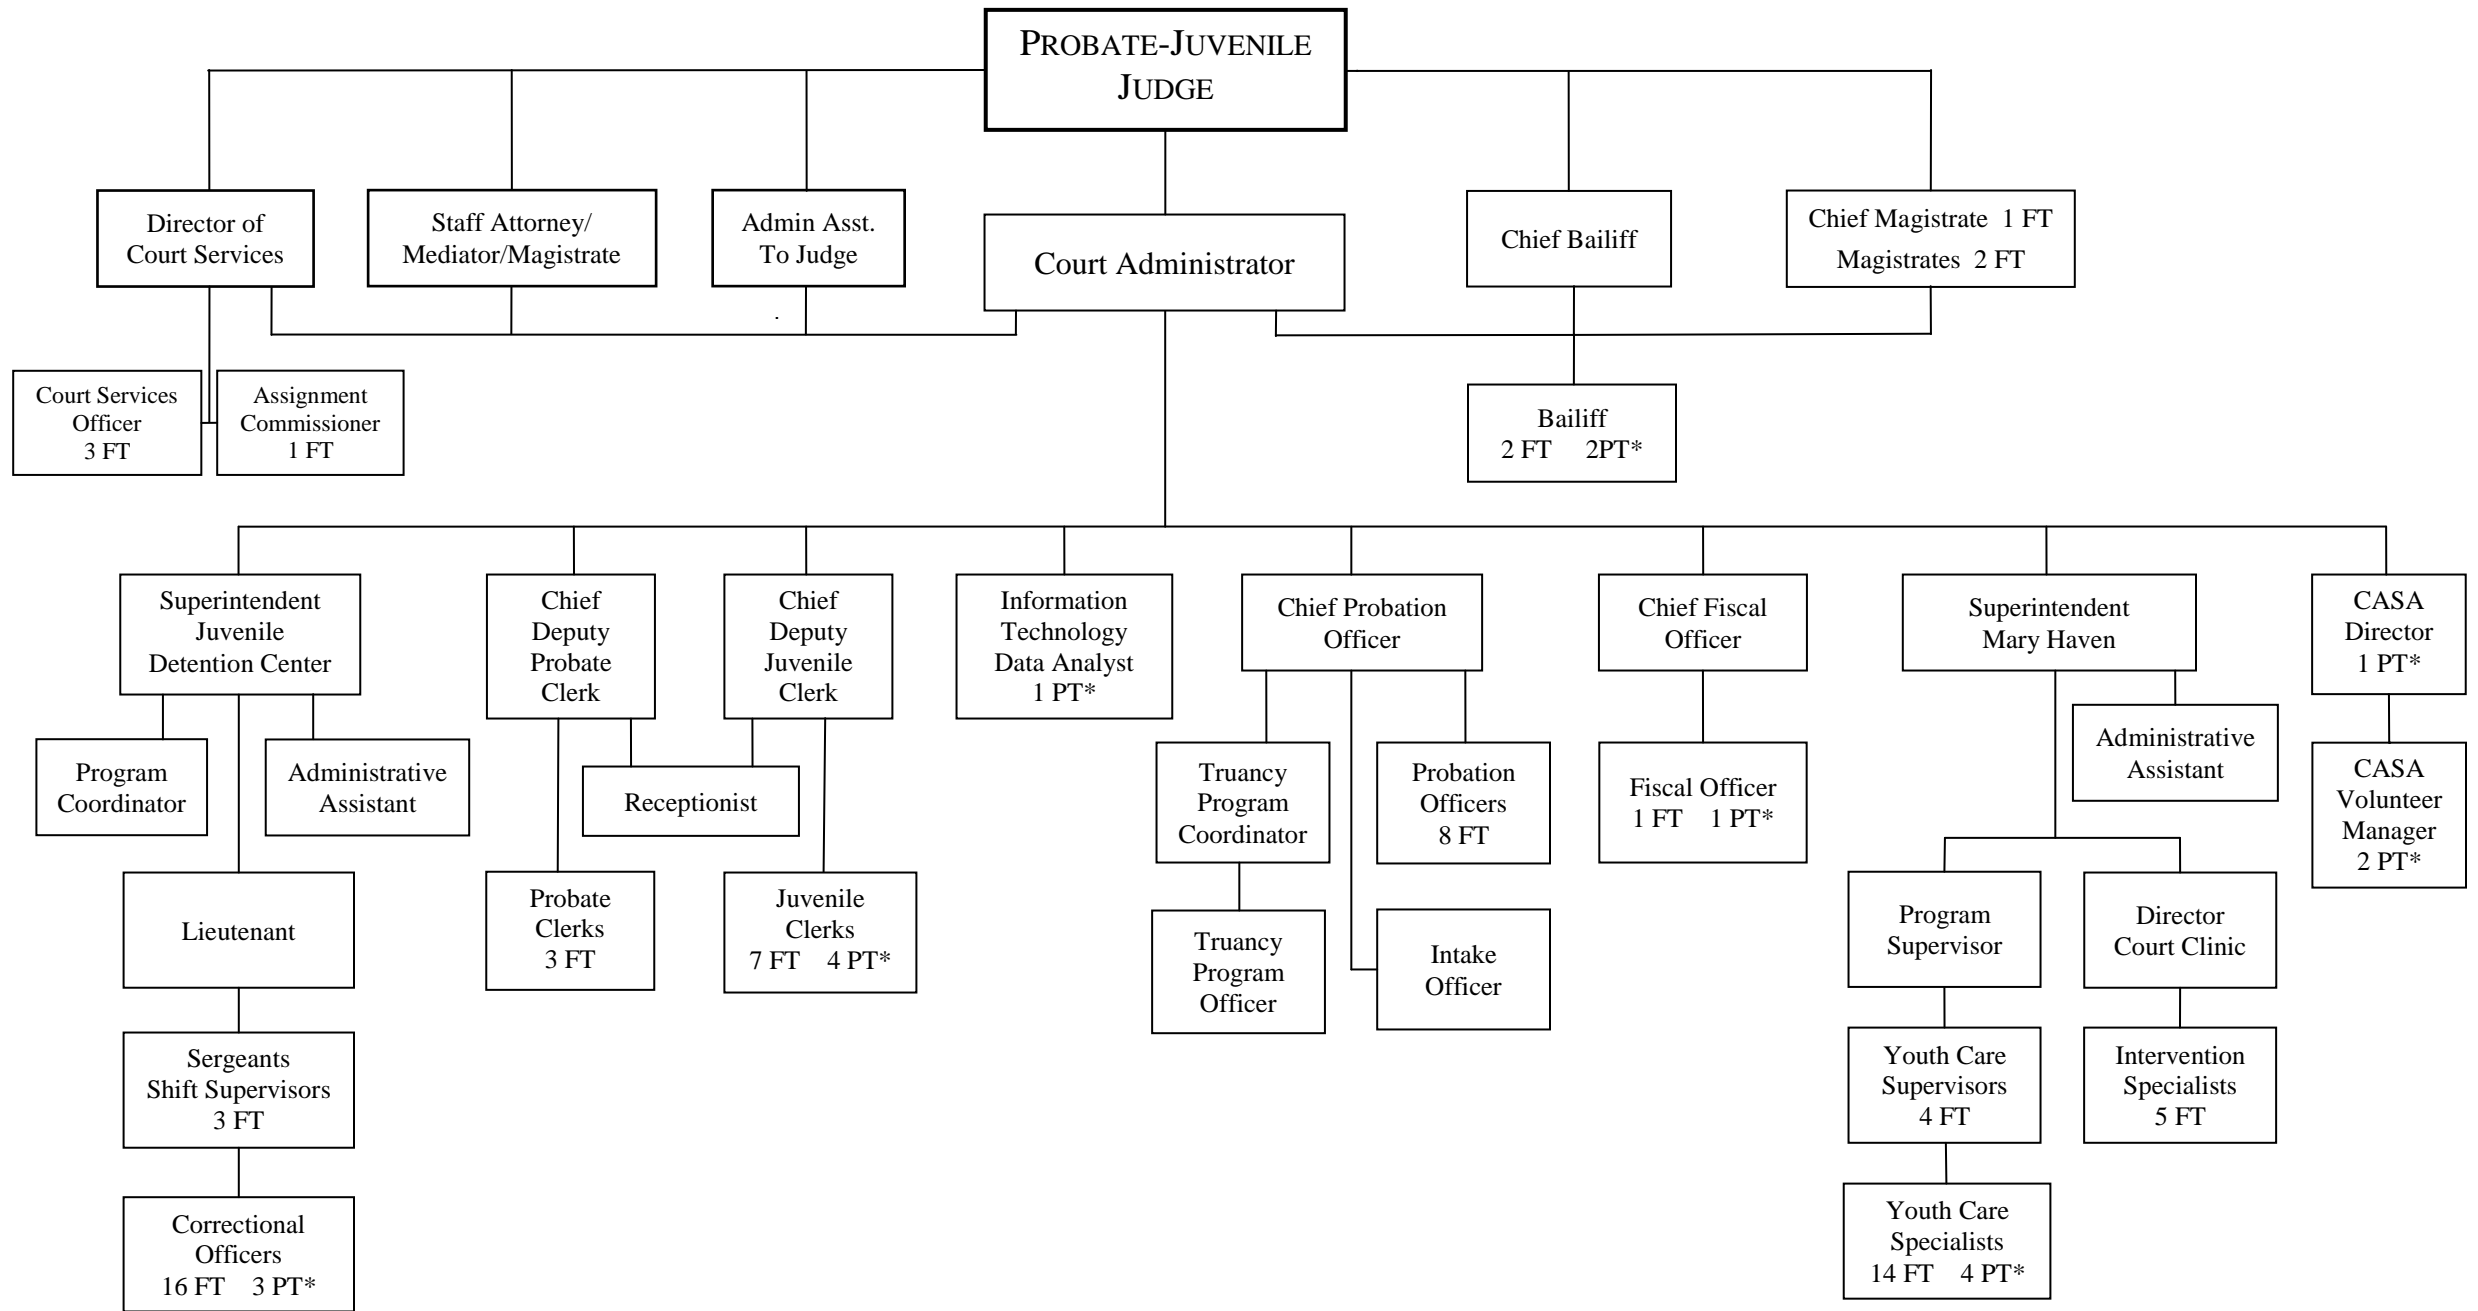 PROBATE-JUVENILE
JUDGE
Director of
Court Services
Staff Attorney/
Mediator/Magistrate
Admin Asst.
To Judge
Court Administrator
Chief Bailiff
Chief Magistrate 1 FT
Magistrates 2 FT
.
Court Services
Officer
3 FT
Assignment
Commissioner
1 FT
Bailiff
2 FT 2PT*
Superintendent
Juvenile
Detention Center
Chief
Deputy
Probate
Clerk
Chief
Deputy
Juvenile
Clerk
Information
Technology
Data Analyst
1 PT*
Chief Probation
Officer
Chief Fiscal
Officer
Superintendent
Mary Haven
CASA
Director
1 PT*
Program
Coordinator
Administrative
Assistant
Receptionist
Truancy
Program
Coordinator
Probation
Officers
8 FT
Fiscal Officer
1 FT 1 PT*
Administrative
Assistant
CASA
Volunteer
Manager
2 PT*
Lieutenant
Probate
Clerks
3 FT
Juvenile
Clerks
7 FT 4 PT*
Truancy
Program
Officer
Intake
Officer
Program
Supervisor
Director
Court Clinic
Sergeants
Shift Supervisors
3 FT
Youth Care
Supervisors
4 FT
Intervention
Specialists
5 FT
Correctional
Officers
16 FT 3 PT*
Youth Care
Specialists
14 FT 4 PT*